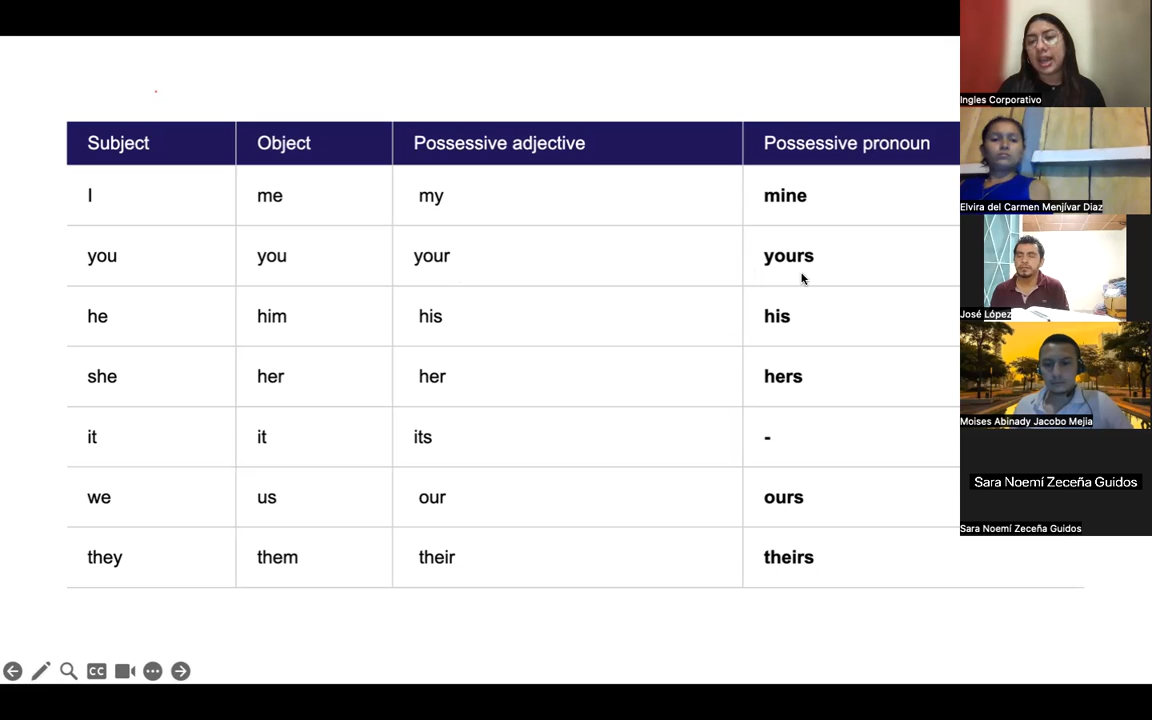 Subject Object Possessive adjective Possessive pronoun
I me my mine
you you your yours
he him his his
she her her hers
it it its -
we us our ours
they them their theirs
CC
Ingles Corporativo
Elvira del Carmen Menjívar Diaz
José López
Moises Abinady Jacobo Mejia
Sara Noemí Zeceña Guidos
Sara Noemí Zeceña Guidos